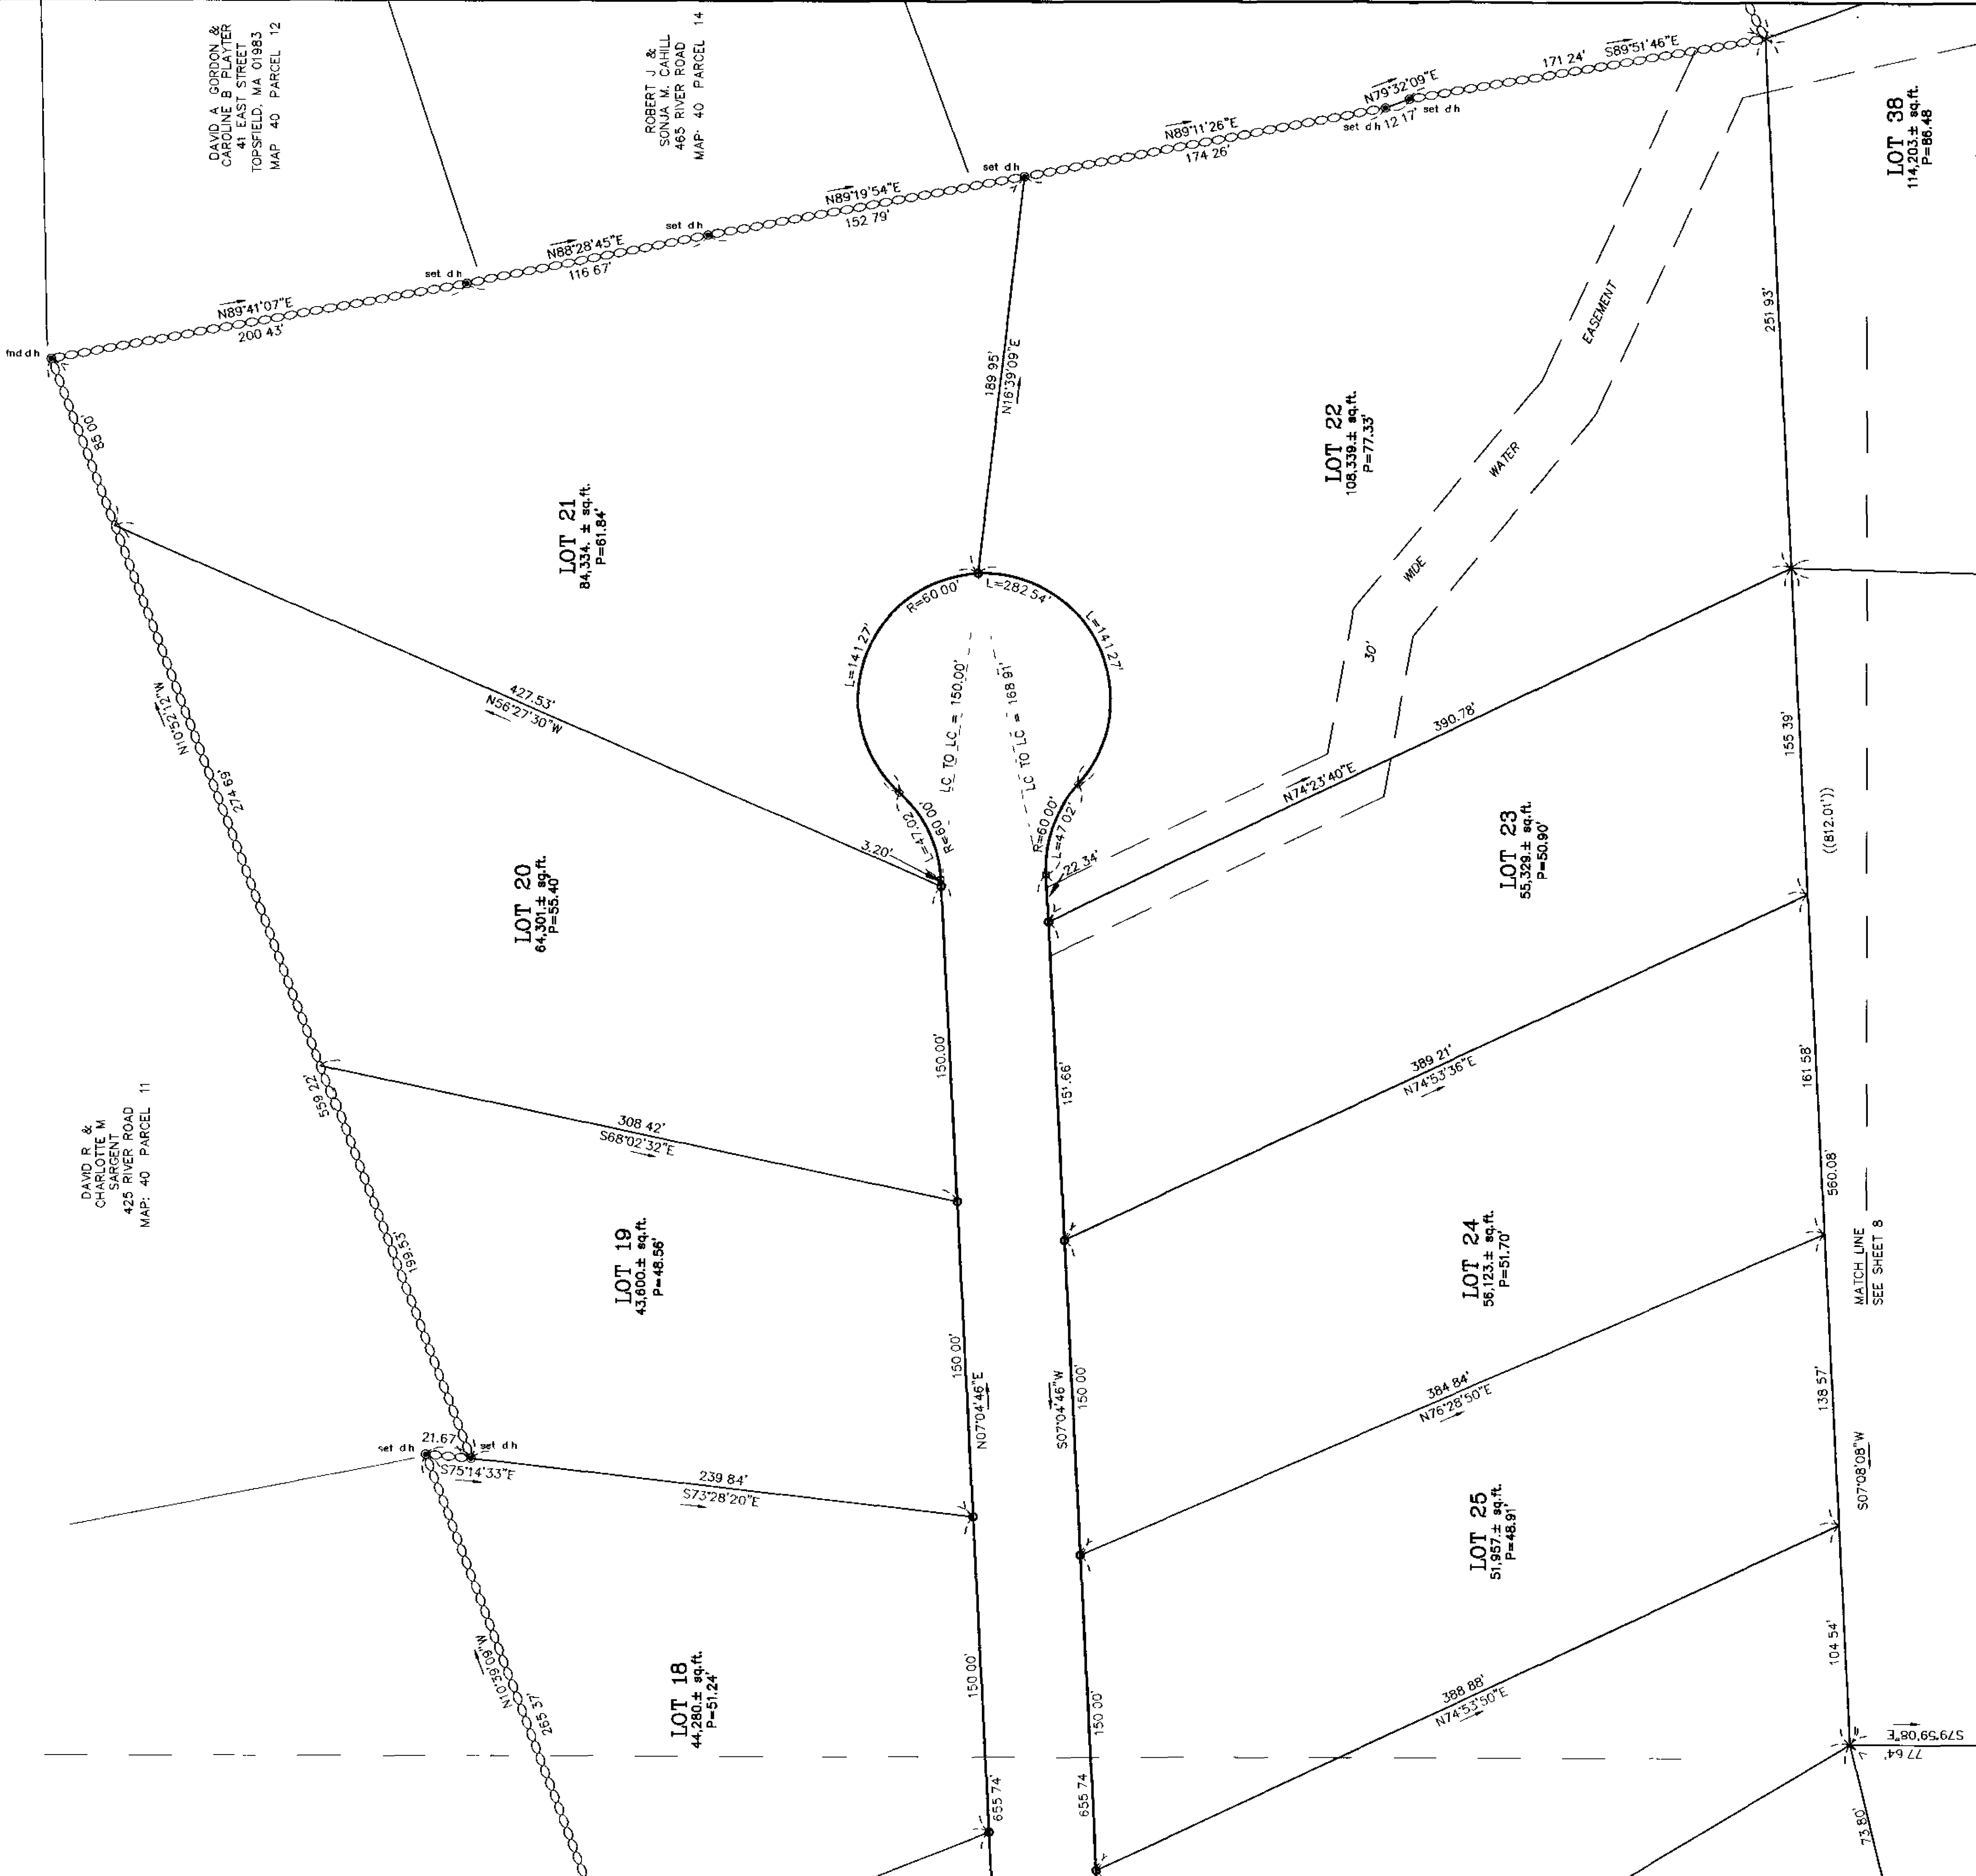 DAVID A GORDON &
CAROLINE B PLAYTER
41 EAST STREET
TOPSFIELD, MA 01983
MAP 40 PARCEL 12
ROBERT J &
SONJA M. CAHILL
465 RIVER ROAD
MAP· 40 PARCEL 14
171 24'
S89°51'46"E
N79°32'09"E
set dh
12 17'
set dh
N89°11'26"E
174 26'
set dh
N89°19'54"E
152 79'
set dh
N88°28'45"E
116 67'
set dh
N89°41'07"E
200 43'
fnd dh
LOT 38
114,203.± sq.ft.
P=86.48
85 00'
189 95'
N16°39'09"E
251 93'
EASEMENT
WATER
WIDE
30'
LOT 21
84,334. ± sq.ft.
P=61.84'
LOT 22
108,339.± sq.ft.
P=77.33'
R=60 00'
L=282 54'
L=141 27'
L=141 27'
LC TO LC = 150.00'
LC TO LC = 168 91'
N10°52'12"W
274 69'
427.53'
N56°27'30"W
390.78'
N74°23'40"E
155 39'
L=47.02'
R=60 00'
R=60.00'
L=47 02'
3.20'
22 34'
LOT 20
64,301.± sq.ft.
P=55.40'
LOT 23
55,329.± sq.ft.
P=50.90'
((812.01'))
DAVID R &
CHARLOTTE M
SARGENT
425 RIVER ROAD
MAP: 40 PARCEL 11
559 22'
150.00'
151.66'
389 21'
N74°53'36"E
161 58'
308 42'
S68°02'32"E
199.53'
LOT 19
43,600.± sq.ft.
P=48.56'
LOT 24
56,123.± sq.ft.
P=51.70'
560.08'
MATCH LINE
SEE SHEET 8
150 00'
N07°04'46"E
S07°04'46"W
150 00'
384 84'
N76°28'50"E
138 57'
set dh
21.67'
set dh
S75°14'33"E
239 84'
S73°28'20"E
S07°08'08"W
LOT 25
51,957.± sq.ft.
P=48.91'
N10°39'09"W
265 37'
LOT 18
44,280.± sq.ft.
P=51.24'
150 00'
150 00'
388 88'
N74°53'50"E
104 54'
655 74'
655 74
S79°59'08"E
77 64'
73 80'